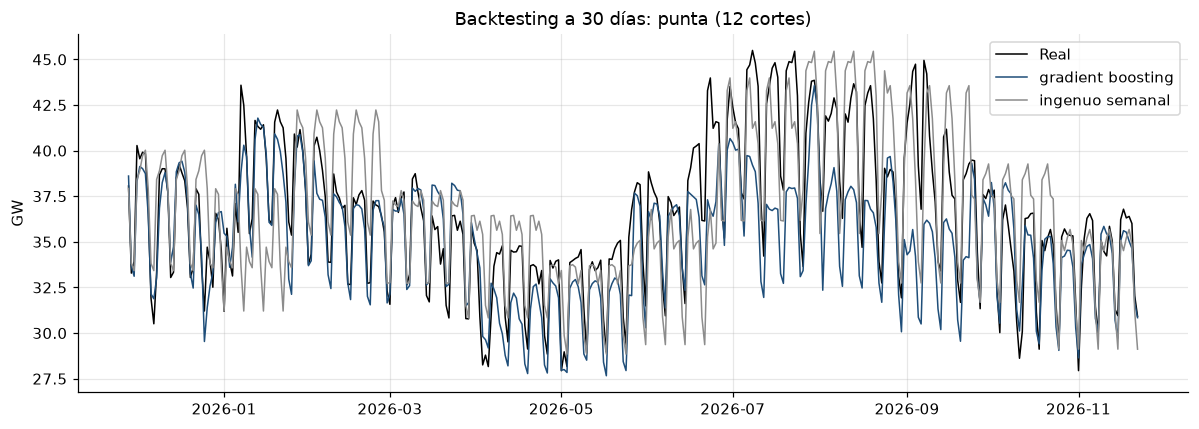 Backtesting a 30 días: punta (12 cortes)
Real
gradient boosting
ingenuo semanal
GW
45.0
42.5
40.0
37.5
35.0
32.5
30.0
27.5
2026-01
2026-03
2026-05
2026-07
2026-09
2026-11